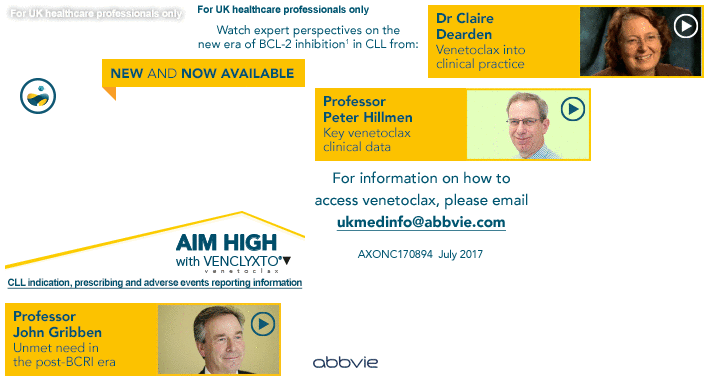 For UK healthcare professionals only
For UK healthcare professionals only
Watch expert perspectives on the
new era of BCL-2 inhibition¹ in CLL from:
Dr Claire
Dearden
Venetoclax into
clinical practice
NEW AND NOW AVAILABLE
Professor
Peter Hillmen
Key venetoclax
clinical data
For information on how to
access venetoclax, please email
ukmedinfo@abbvie.com
AXONC170894 July 2017
AIM HIGH
with VENCLYXTO®▼
venetoclax
CLL indication, prescribing and adverse events reporting information
Professor
John Gribben
Unmet need in
the post-BCRI era
abbvie